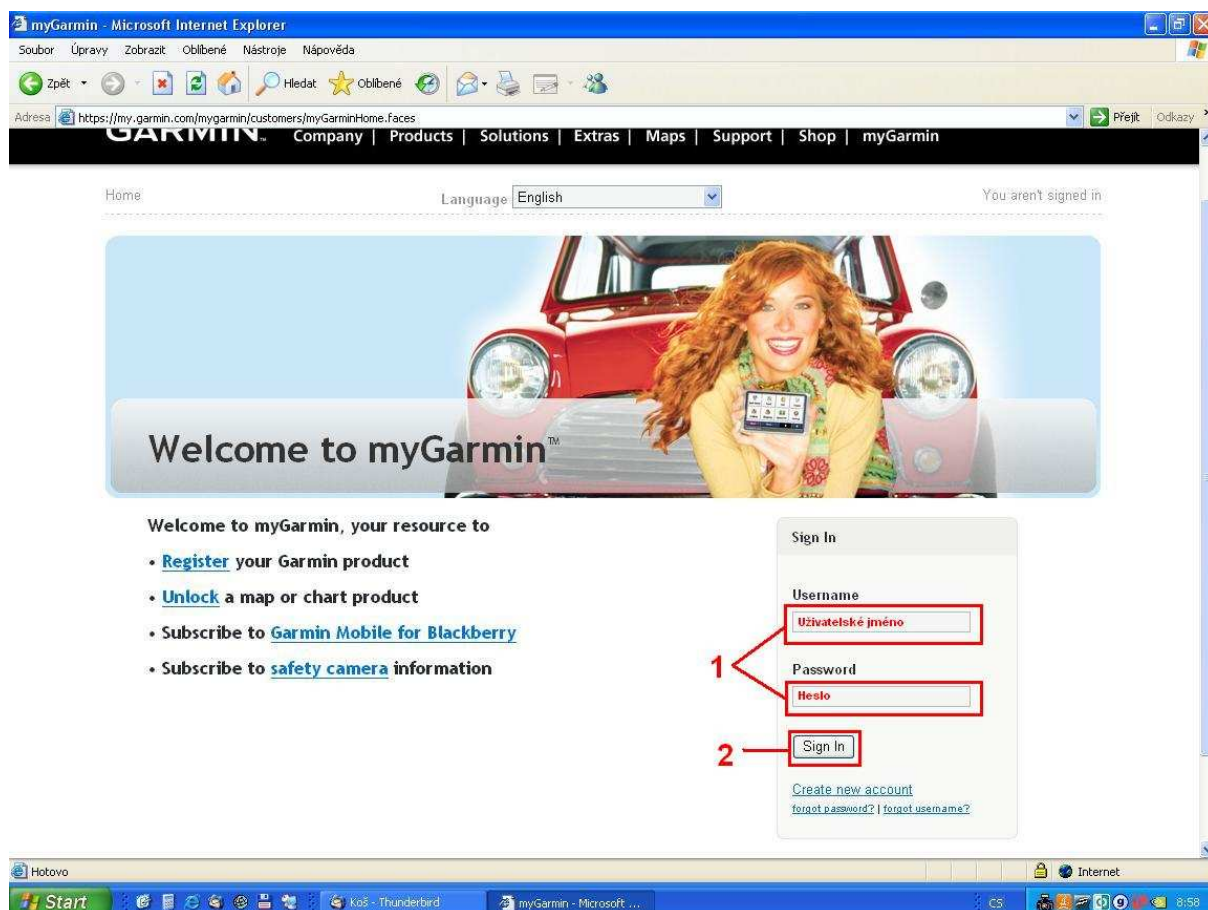 myGarmin - Microsoft Internet Explorer
Soubor Úpravy Zobrazit Oblíbené Nástroje Nápověda
Zpět Hledat Oblíbené
Adresa https://my.garmin.com/mygarmin/customers/myGarminHome.faces Přejít Odkazy
GARMIN™ Company | Products | Solutions | Extras | Maps | Support | Shop | myGarmin
Home Language English You aren't signed in
Welcome to myGarmin™
Welcome to myGarmin, your resource to
• Register your Garmin product
• Unlock a map or chart product
• Subscribe to Garmin Mobile for Blackberry
• Subscribe to safety camera information
Sign In
Username
Uživatelské jméno
1
Password
Heslo
2 Sign In
Create new account
forgot password? | forgot username?
Hotovo Internet
Start Koš - Thunderbird myGarmin - Microsoft ... CS 8:58